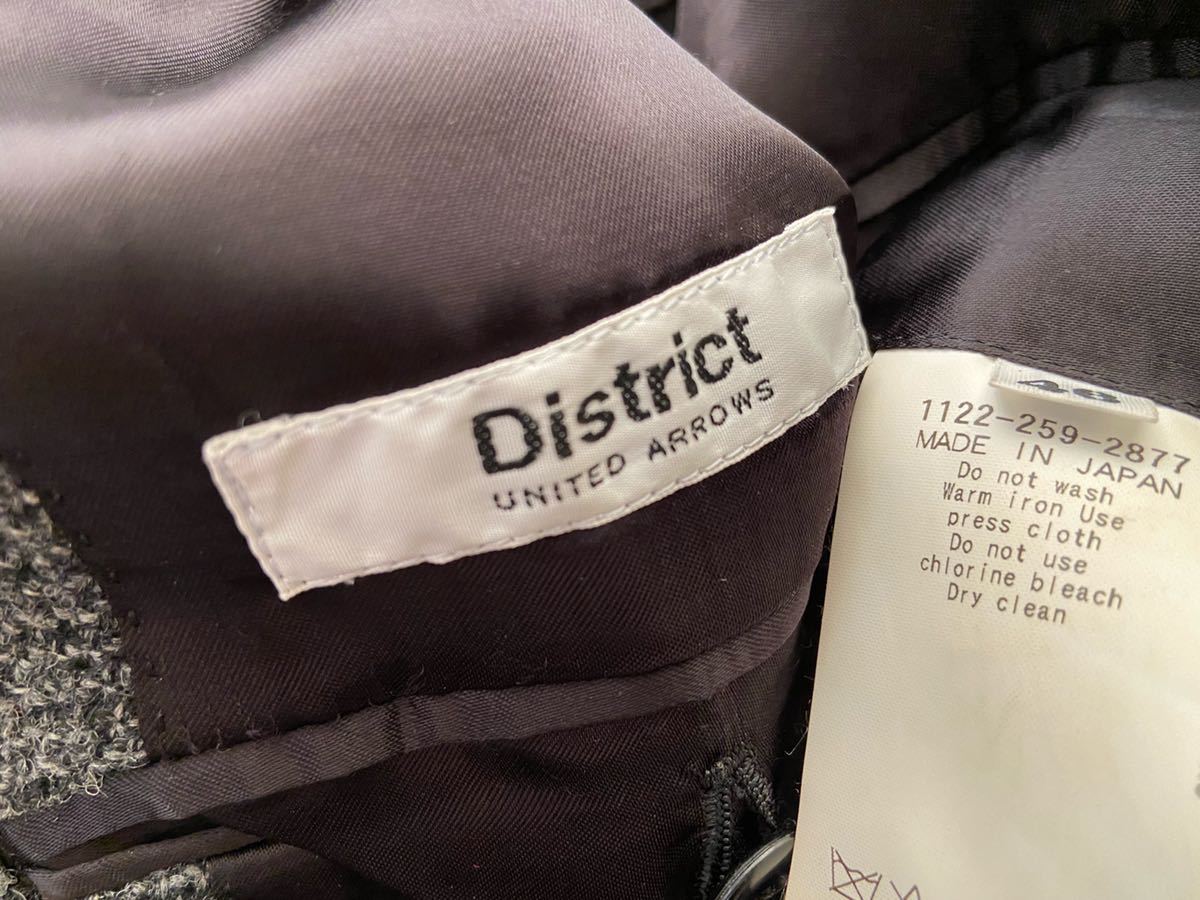 District
UNITED ARROWS
1122-259-2877
MADE IN JAPAN
Do not wash
Warm iron Use
press cloth
Do not use
chlorine bleach
Dry clean